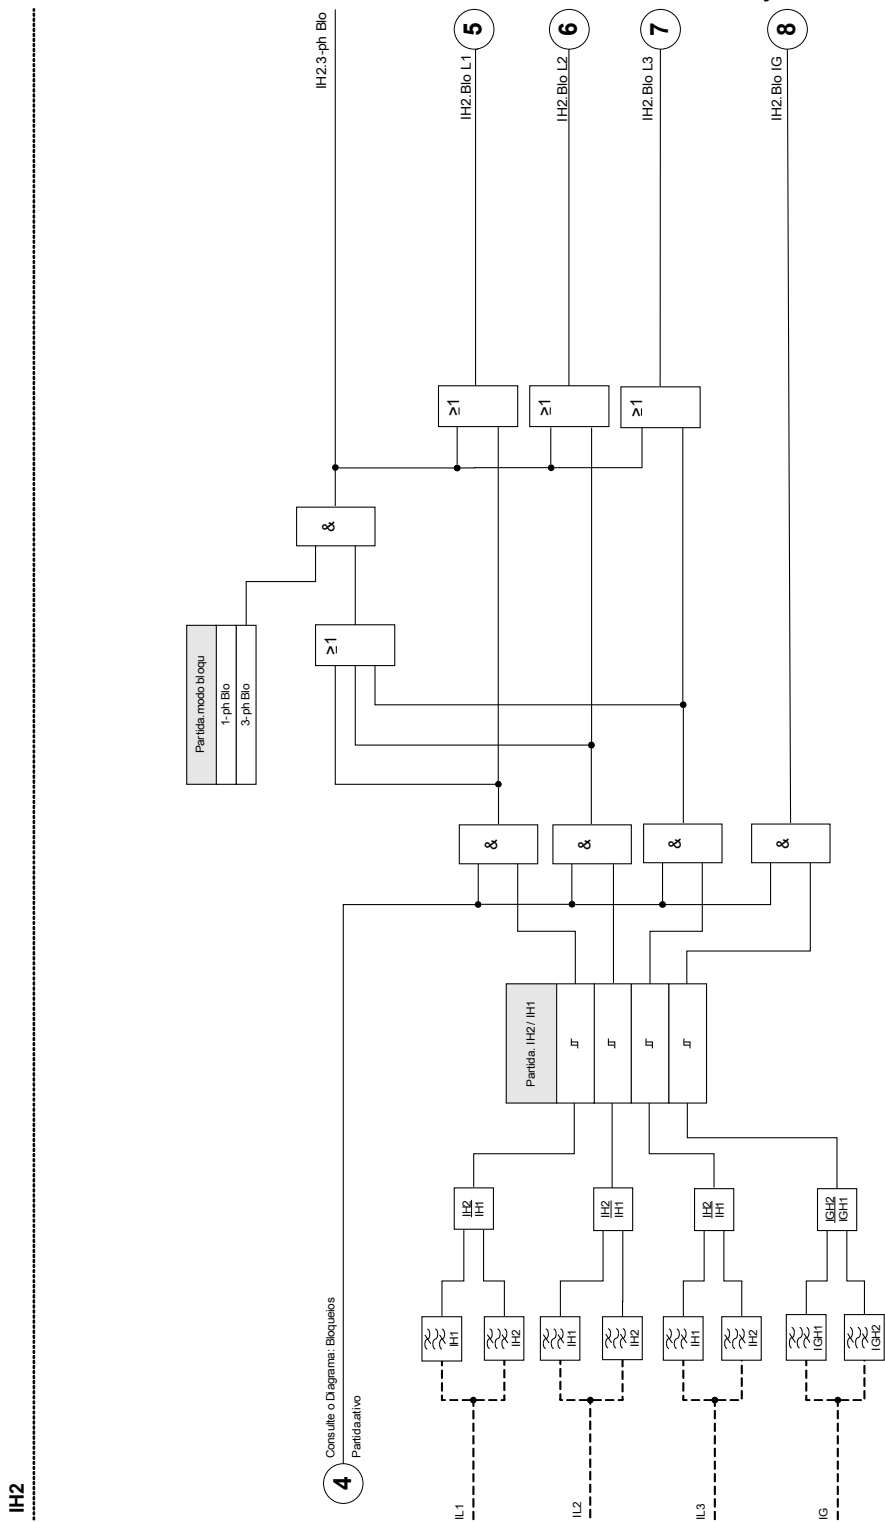 IH2
4
Consulte o Diagrama: Bloqueios
Partida.ativo
IL1
IL2
IL3
IG
IH1
IH2
IH1
IH2
IH1
IH2
IGH1
IGH2
IH2
IH1
IH2
IH1
IH2
IH1
IGH2
IGH1
Partida. IH2 / IH1
&
&
&
&
Partida.modo bloqu
1-ph Blo
3-ph Blo
≥1
&
≥1
≥1
≥1
IH2.3-ph Blo
IH2.Blo L1
5
IH2.Blo L2
6
IH2.Blo L3
7
IH2.Blo IG
8